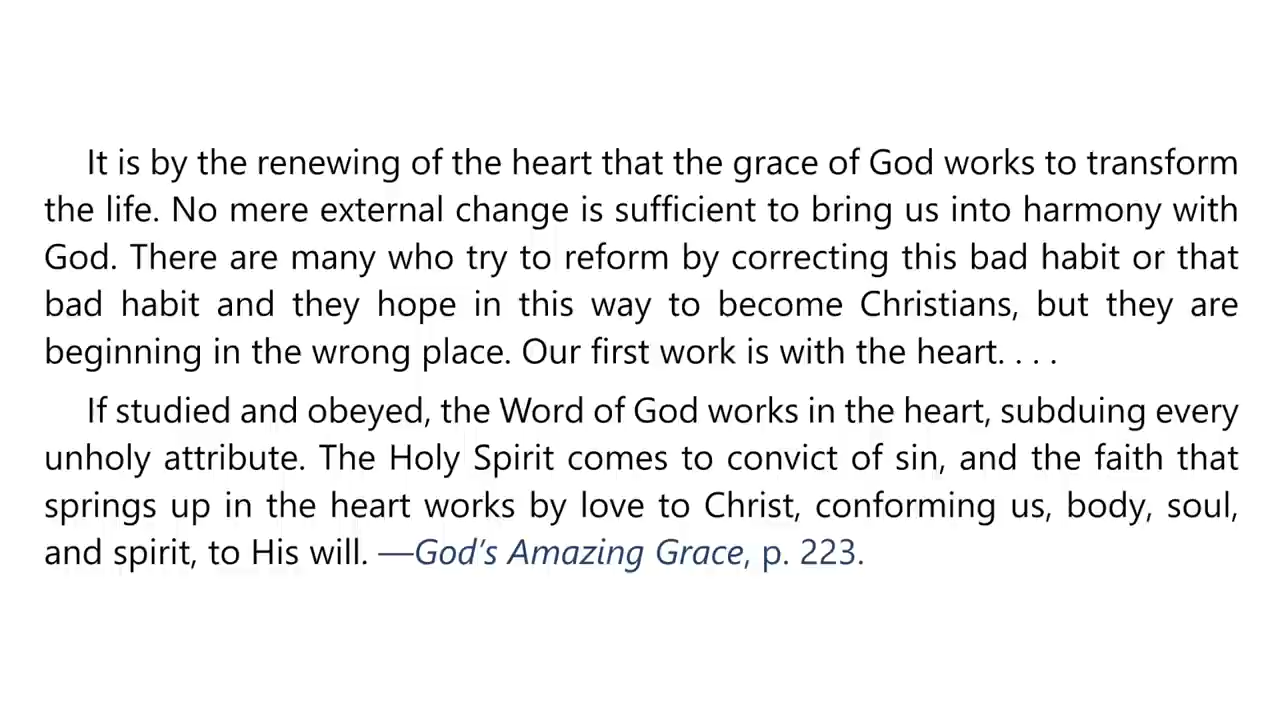 It is by the renewing of the heart that the grace of God works to transform
the life. No mere external change is sufficient to bring us into harmony with
God. There are many who try to reform by correcting this bad habit or that
bad habit and they hope in this way to become Christians, but they are
beginning in the wrong place. Our first work is with the heart. . . .
If studied and obeyed, the Word of God works in the heart, subduing every
unholy attribute. The Holy Spirit comes to convict of sin, and the faith that
springs up in the heart works by love to Christ, conforming us, body, soul,
and spirit, to His will. —God’s Amazing Grace, p. 223.